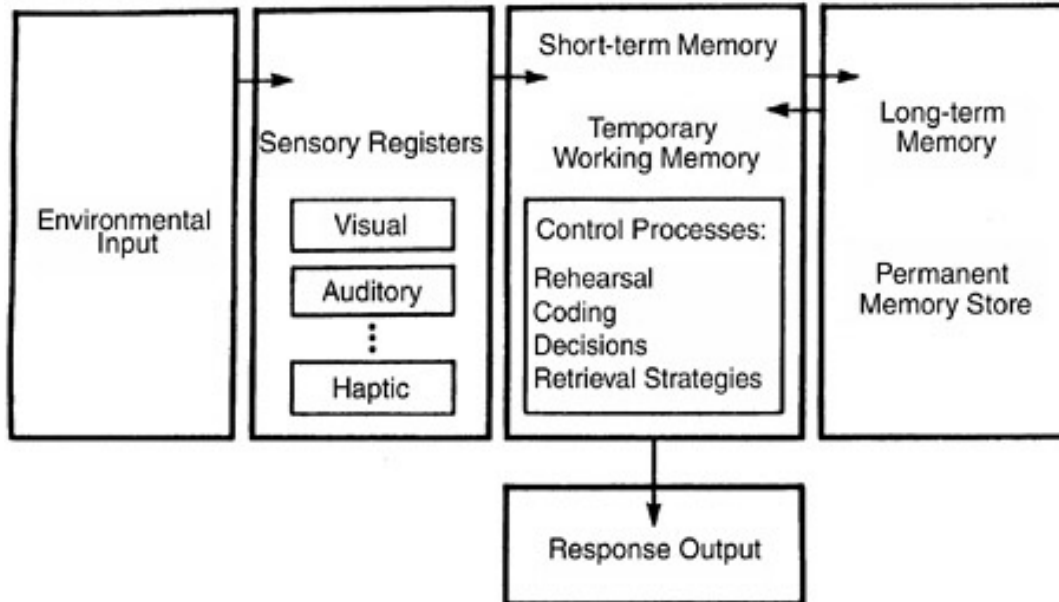 Environmental
Input
Sensory Registers
Visual
Auditory
Haptic
Short-term Memory
Temporary
Working Memory
Control Processes:
Rehearsal
Coding
Decisions
Retrieval Strategies
Long-term
Memory
Permanent
Memory Store
Response Output